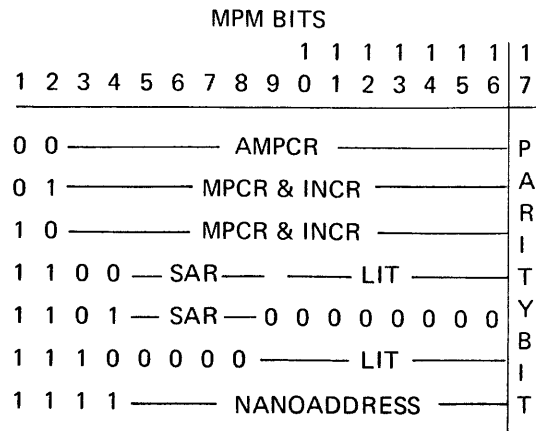 MPM BITS
1 1 1 1 1 1 1 1
1 2 3 4 5 6 7 8 9 0 1 2 3 4 5 6 7
0 0 AMPCR P
0 1 MPCR & INCR A
R
1 0 MPCR & INCR I
1 1 0 0 SAR LIT T
1 1 0 1 SAR 0 0 0 0 0 0 0 0 Y
B
1 1 1 0 0 0 0 0 LIT I
1 1 1 1 NANOADDRESS T